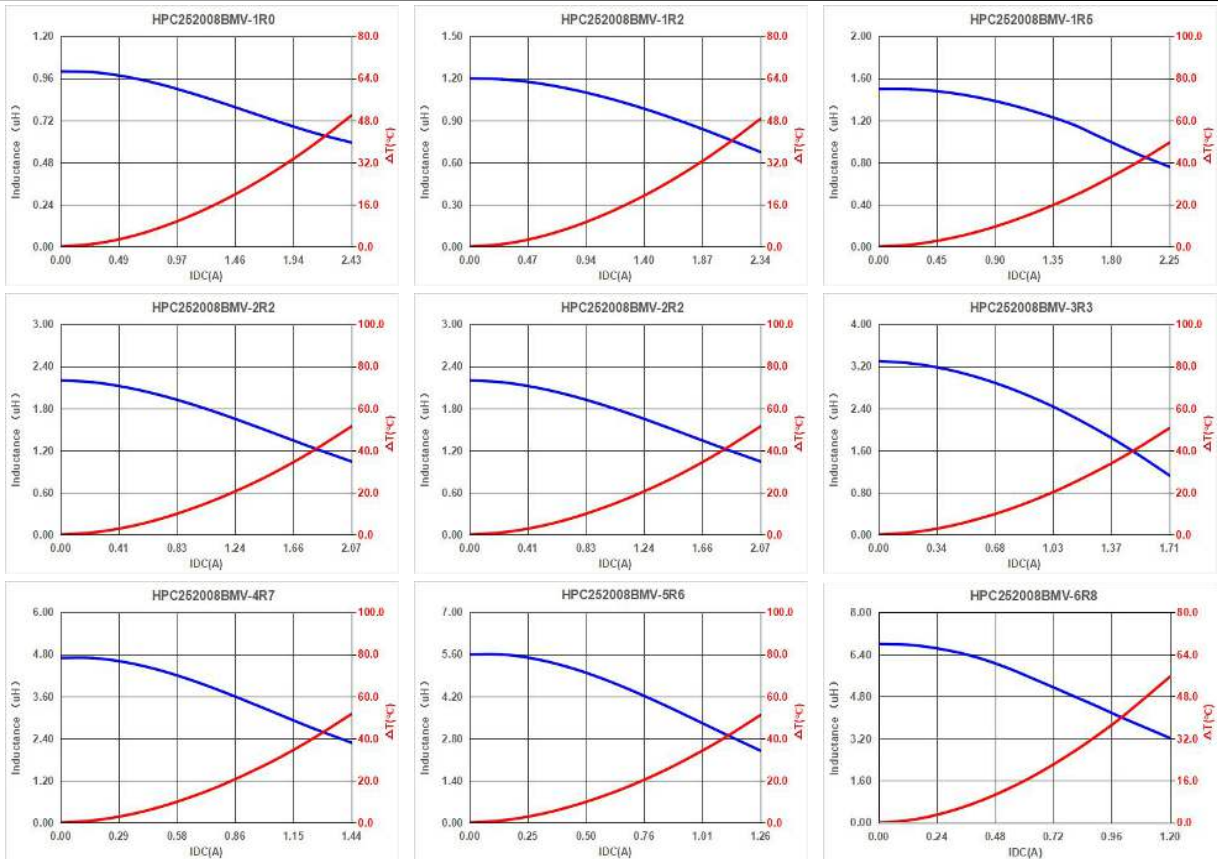 HPC252008BMV-1R0
1.20 80.0
0.96 64.0
0.72 48.0
0.48 32.0
0.24 16.0
0.00 0.0
0.00 0.49 0.97 1.46 1.94 2.43
IDC(A)
Inductance (uH)
ΔT(℃)
HPC252008BMV-1R2
1.50 80.0
1.20 64.0
0.90 48.0
0.60 32.0
0.30 16.0
0.00 0.0
0.00 0.47 0.94 1.40 1.87 2.34
IDC(A)
Inductance (uH)
ΔT(℃)
HPC252008BMV-1R5
2.00 100.0
1.60 80.0
1.20 60.0
0.80 40.0
0.40 20.0
0.00 0.0
0.00 0.45 0.90 1.35 1.80 2.25
IDC(A)
Inductance (uH)
ΔT(℃)
HPC252008BMV-2R2
3.00 100.0
2.40 80.0
1.80 60.0
1.20 40.0
0.60 20.0
0.00 0.0
0.00 0.41 0.83 1.24 1.66 2.07
IDC(A)
Inductance (uH)
ΔT(℃)
HPC252008BMV-2R2
3.00 100.0
2.40 80.0
1.80 60.0
1.20 40.0
0.60 20.0
0.00 0.0
0.00 0.41 0.83 1.24 1.66 2.07
IDC(A)
Inductance (uH)
ΔT(℃)
HPC252008BMV-3R3
4.00 100.0
3.20 80.0
2.40 60.0
1.60 40.0
0.80 20.0
0.00 0.0
0.00 0.34 0.68 1.03 1.37 1.71
IDC(A)
Inductance (uH)
ΔT(℃)
HPC252008BMV-4R7
6.00 100.0
4.80 80.0
3.60 60.0
2.40 40.0
1.20 20.0
0.00 0.0
0.00 0.29 0.58 0.86 1.15 1.44
IDC(A)
Inductance (uH)
ΔT(℃)
HPC252008BMV-5R6
7.00 100.0
5.60 80.0
4.20 60.0
2.80 40.0
1.40 20.0
0.00 0.0
0.00 0.25 0.50 0.76 1.01 1.26
IDC(A)
Inductance (uH)
ΔT(℃)
HPC252008BMV-6R8
8.00 80.0
6.40 64.0
4.80 48.0
3.20 32.0
1.60 16.0
0.00 0.0
0.00 0.24 0.48 0.72 0.96 1.20
IDC(A)
Inductance (uH)
ΔT(℃)